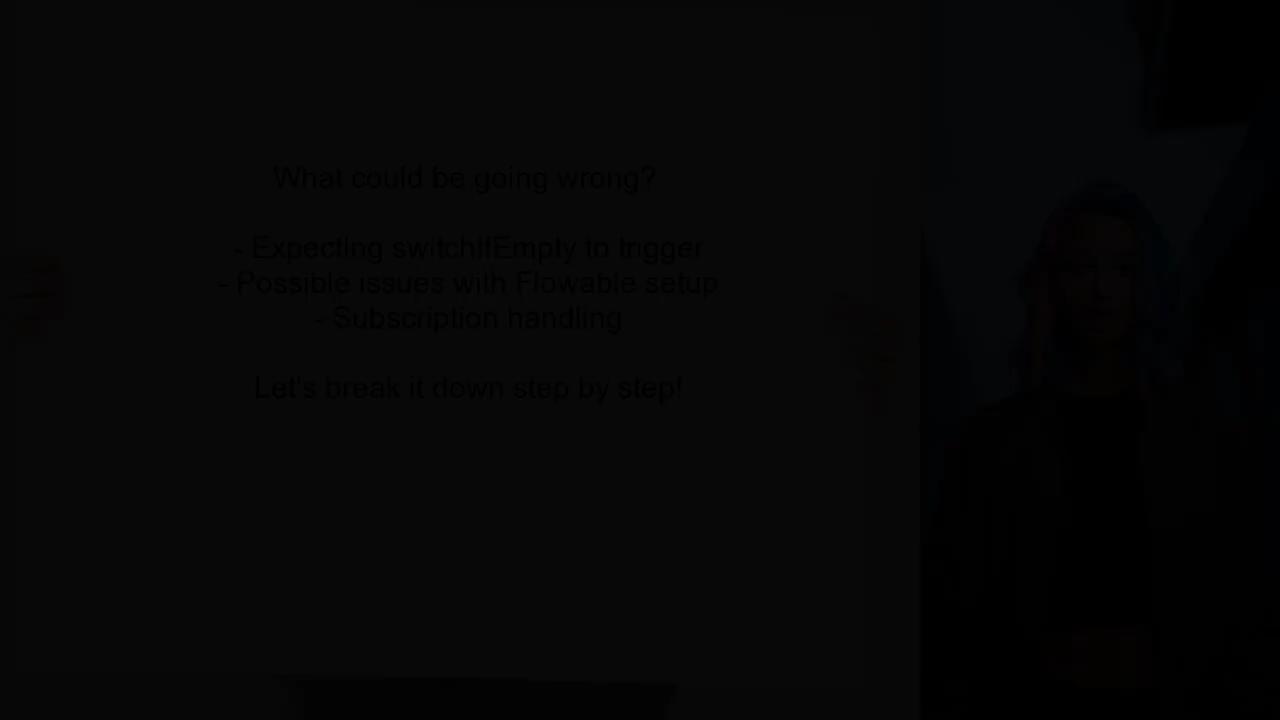 What could be going wrong?
- Expecting switchIfEmpty to trigger
- Possible issues with Flowable setup
- Subscription handling
Let's break it down step by step!